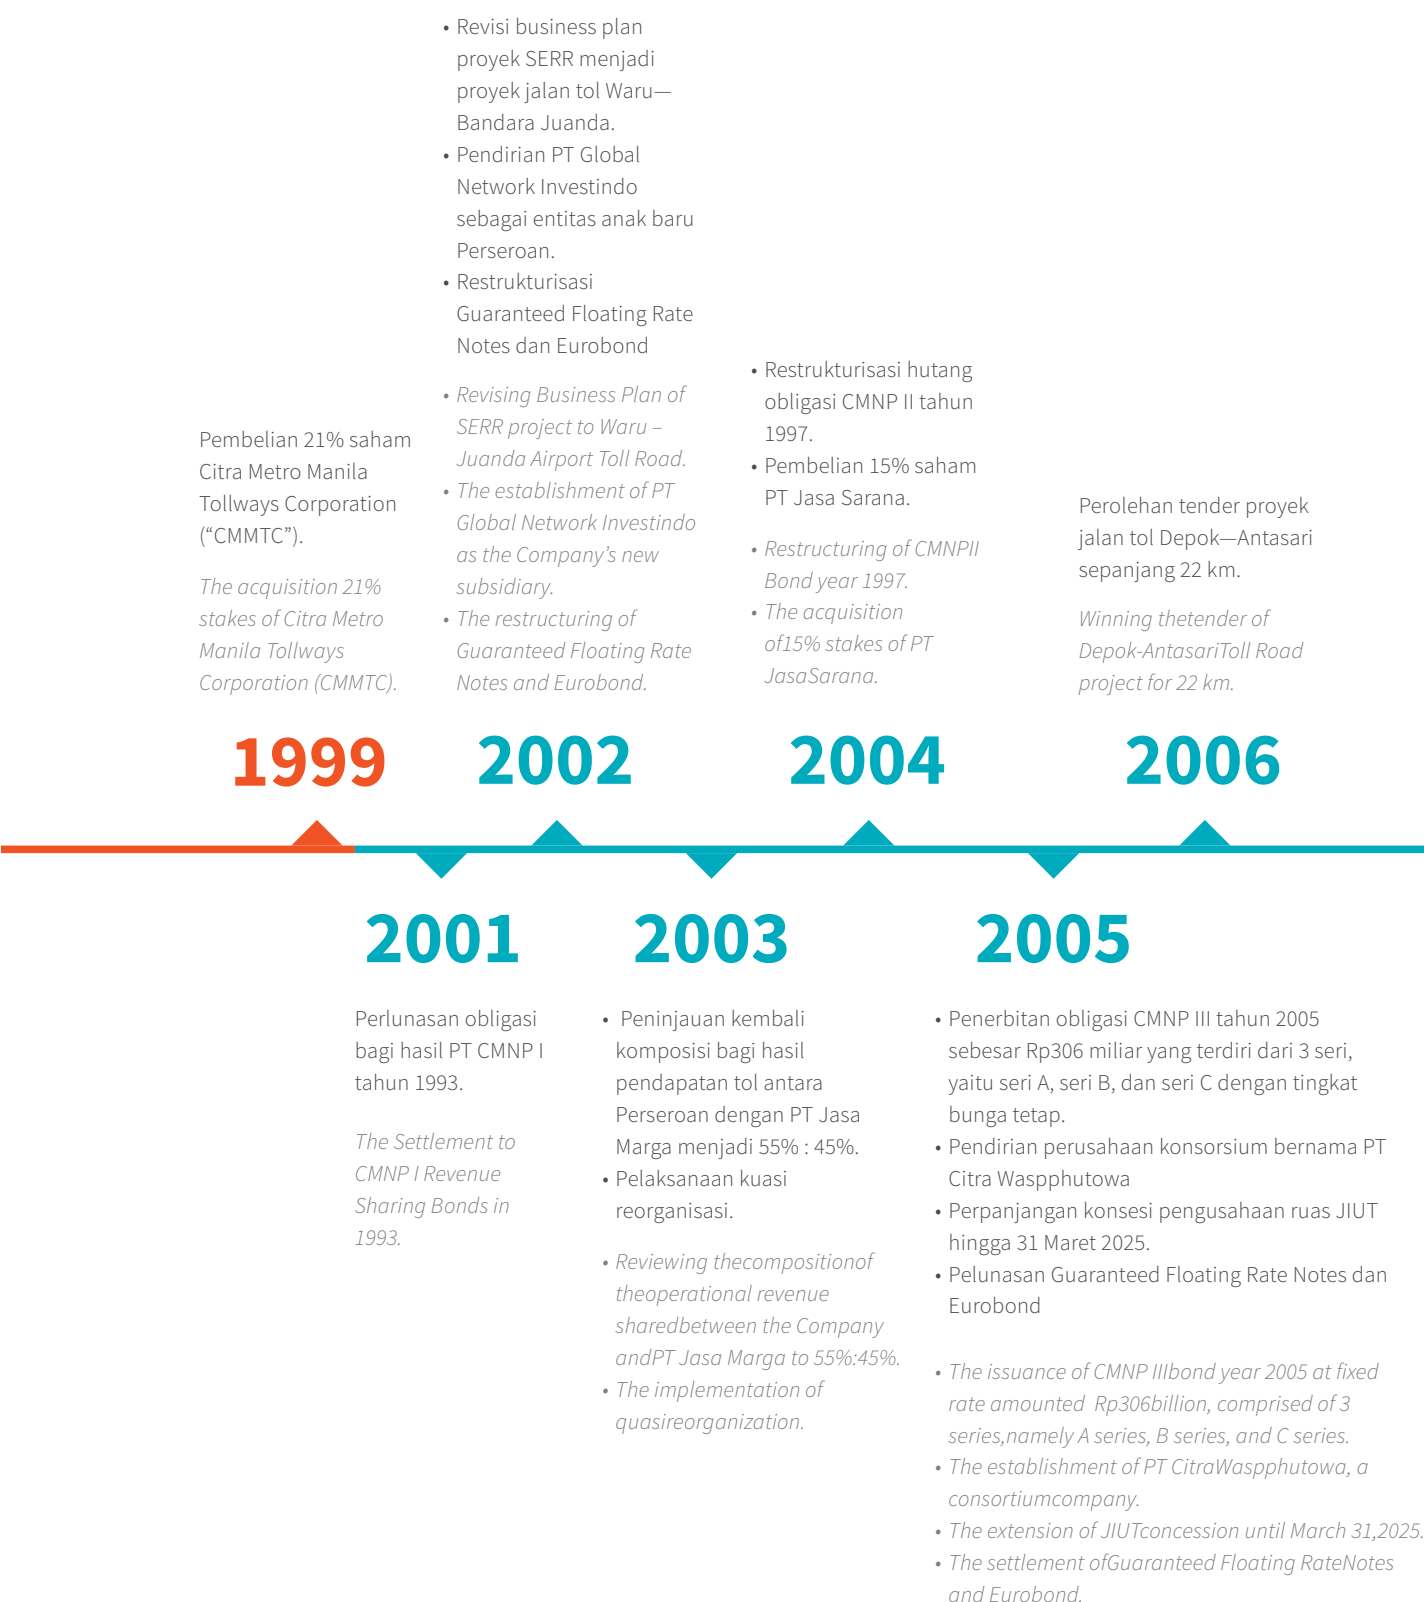 • Revisi business plan
proyek SERR menjadi
proyek jalan tol Waru—
Bandara Juanda.
• Pendirian PT Global
Network Investindo
sebagai entitas anak baru
Perseroan.
• Restrukturisasi
Guaranteed Floating Rate
Notes dan Eurobond
• Revising Business Plan of
SERR project to Waru –
Juanda Airport Toll Road.
• The establishment of PT
Global Network Investindo
as the Company’s new
subsidiary.
• The restructuring of
Guaranteed Floating Rate
Notes and Eurobond.
Pembelian 21% saham
Citra Metro Manila
Tollways Corporation
(“CMMTC”).
The acquisition 21%
stakes of Citra Metro
Manila Tollways
Corporation (CMMTC).
• Restrukturisasi hutang
obligasi CMNP II tahun
1997.
• Pembelian 15% saham
PT Jasa Sarana.
• Restructuring of CMNPII
Bond year 1997.
• The acquisition
of15% stakes of PT
JasaSarana.
Perolehan tender proyek
jalan tol Depok—Antasari
sepanjang 22 km.
Winning thetender of
Depok-AntasariToll Road
project for 22 km.
1999
2002
2004
2006
2001
2003
2005
Perlunasan obligasi
bagi hasil PT CMNP I
tahun 1993.
The Settlement to
CMNP I Revenue
Sharing Bonds in
1993.
• Peninjauan kembali
komposisi bagi hasil
pendapatan tol antara
Perseroan dengan PT Jasa
Marga menjadi 55% : 45%.
• Pelaksanaan kuasi
reorganisasi.
• Reviewing thecompositionof
theoperational revenue
sharedbetween the Company
andPT Jasa Marga to 55%:45%.
• The implementation of
quasireorganization.
• Penerbitan obligasi CMNP III tahun 2005
sebesar Rp306 miliar yang terdiri dari 3 seri,
yaitu seri A, seri B, dan seri C dengan tingkat
bunga tetap.
• Pendirian perusahaan konsorsium bernama PT
Citra Waspphutowa
• Perpanjangan konsesi pengusahaan ruas JIUT
hingga 31 Maret 2025.
• Pelunasan Guaranteed Floating Rate Notes dan
Eurobond
• The issuance of CMNP IIIbond year 2005 at fixed
rate amounted Rp306billion, comprised of 3
series,namely A series, B series, and C series.
• The establishment of PT CitraWaspphutowa, a
consortiumcompany.
• The extension of JIUTconcession until March 31,2025.
• The settlement ofGuaranteed Floating RateNotes
and Eurobond.